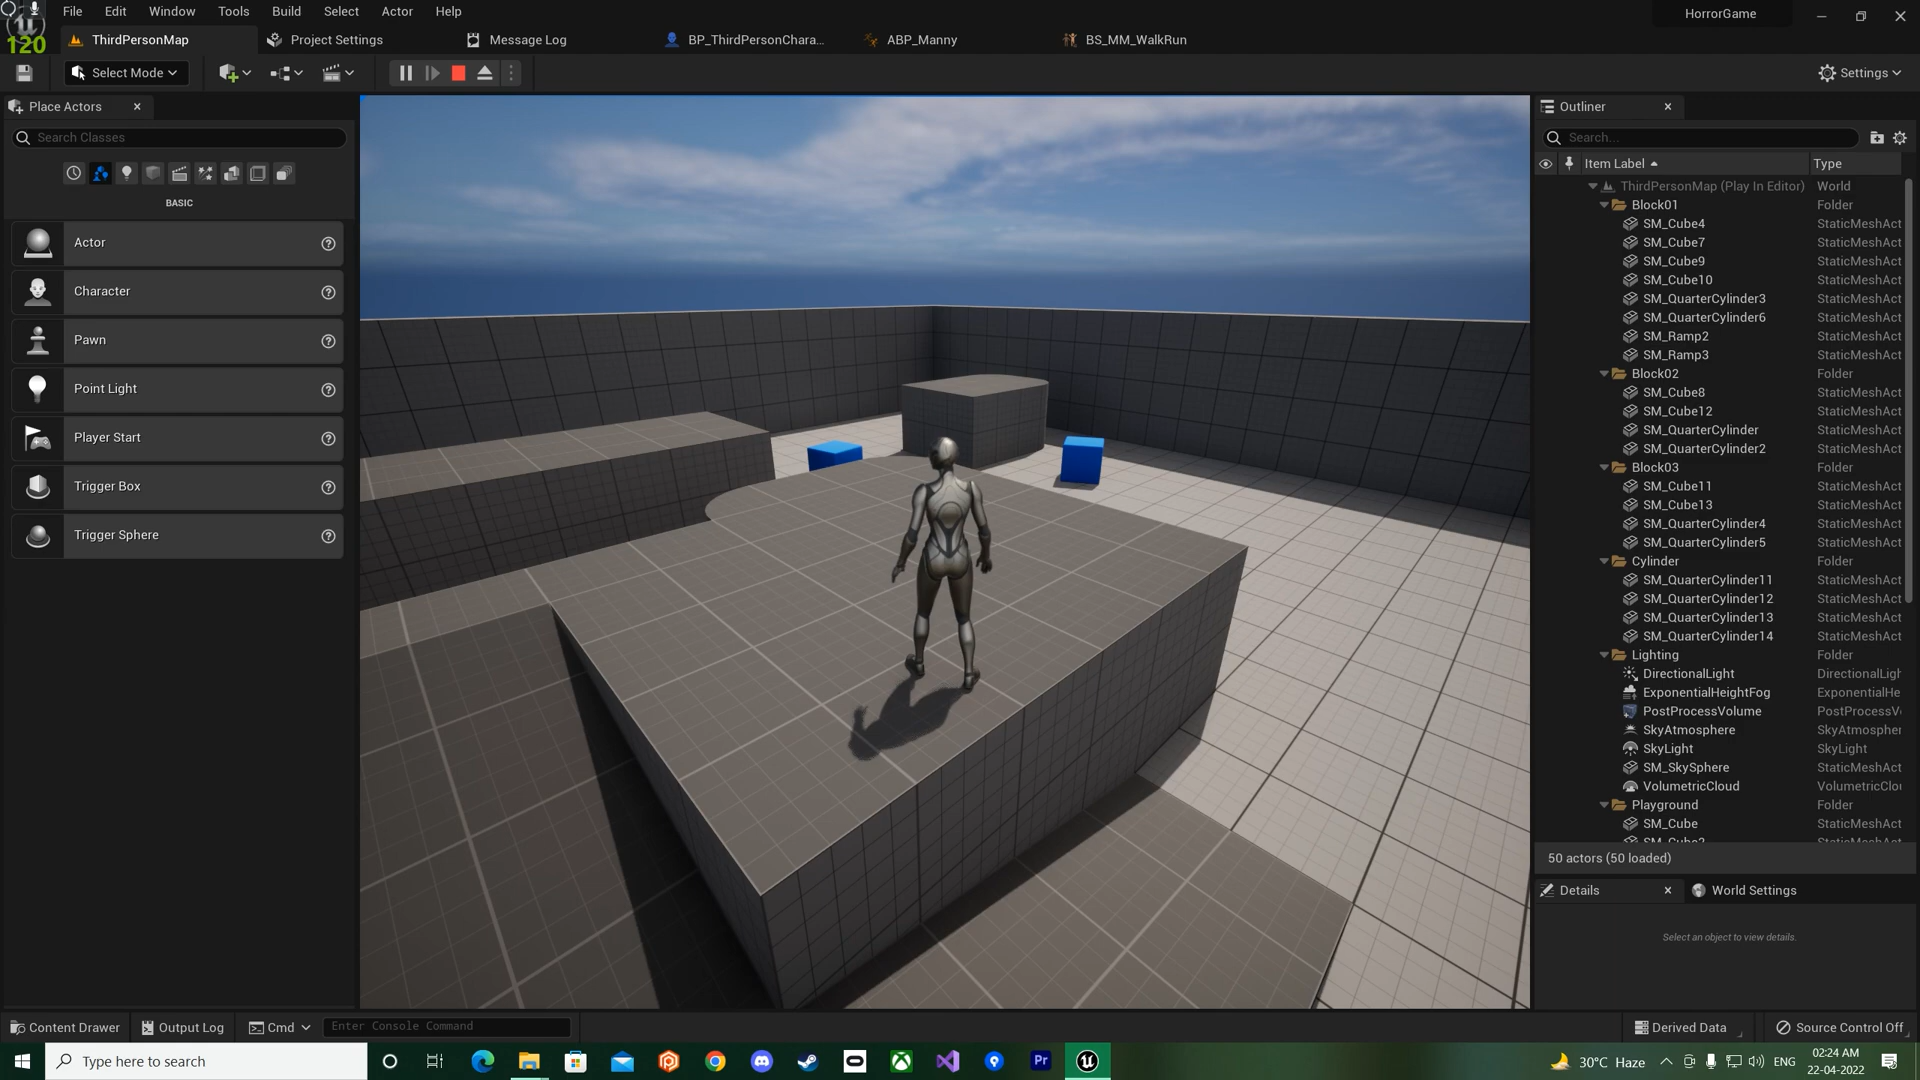 File Edit Window Tools Build Select Actor Help HorrorGame
120
ThirdPersonMap Project Settings Message Log BP_ThirdPersonChara... ABP_Manny BS_MM_WalkRun
Select Mode Settings
Place Actors
Search Classes
BASIC
Actor
Character
Pawn
Point Light
Player Start
Trigger Box
Trigger Sphere
Outliner
Search...
Item Label Type
ThirdPersonMap (Play In Editor) World
Block01 Folder
SM_Cube4 StaticMeshAct
SM_Cube7 StaticMeshAct
SM_Cube9 StaticMeshAct
SM_Cube10 StaticMeshAct
SM_QuarterCylinder3 StaticMeshAct
SM_QuarterCylinder6 StaticMeshAct
SM_Ramp2 StaticMeshAct
SM_Ramp3 StaticMeshAct
Block02 Folder
SM_Cube8 StaticMeshAct
SM_Cube12 StaticMeshAct
SM_QuarterCylinder StaticMeshAct
SM_QuarterCylinder2 StaticMeshAct
Block03 Folder
SM_Cube11 StaticMeshAct
SM_Cube13 StaticMeshAct
SM_QuarterCylinder4 StaticMeshAct
SM_QuarterCylinder5 StaticMeshAct
Cylinder Folder
SM_QuarterCylinder11 StaticMeshAct
SM_QuarterCylinder12 StaticMeshAct
SM_QuarterCylinder13 StaticMeshAct
SM_QuarterCylinder14 StaticMeshAct
Lighting Folder
DirectionalLight DirectionalLigh
ExponentialHeightFog ExponentialHe
PostProcessVolume PostProcessV
SkyAtmosphere SkyAtmospher
SkyLight SkyLight
SM_SkySphere StaticMeshAct
VolumetricCloud VolumetricClou
Playground Folder
SM_Cube StaticMeshAct
50 actors (50 loaded)
Details World Settings
Select an object to view details.
Content Drawer Output Log Cmd Enter Console Command Derived Data Source Control Off
Type here to search Pr 30°C Haze ENG 02:24 AM
22-04-2022